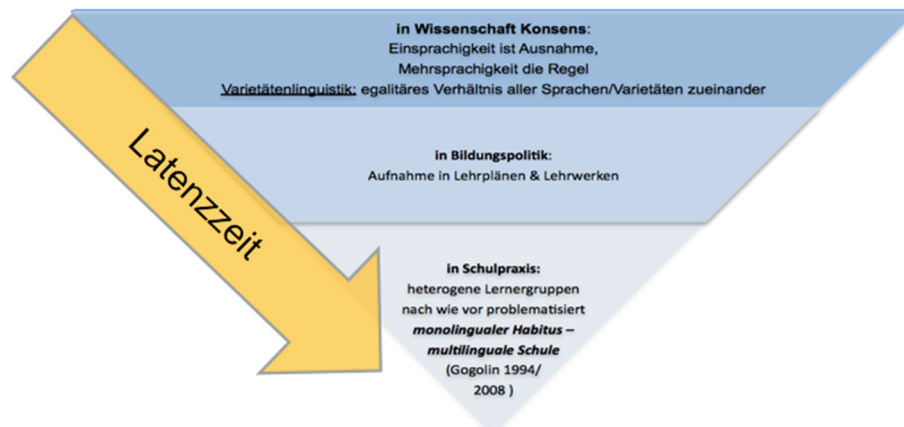 in Wissenschaft Konsens:
Einsprachigkeit ist Ausnahme,
Mehrsprachigkeit die Regel
Varietätenlinguistik: egalitäres Verhältnis aller Sprachen/Varietäten zueinander
Latenzzeit
in Bildungspolitik:
Aufnahme in Lehrplänen & Lehrwerken
in Schulpraxis:
heterogene Lernergruppen
nach wie vor problematisiert
monolingualer Habitus –
multilinguale Schule
(Gogolin 1994/
2008 )